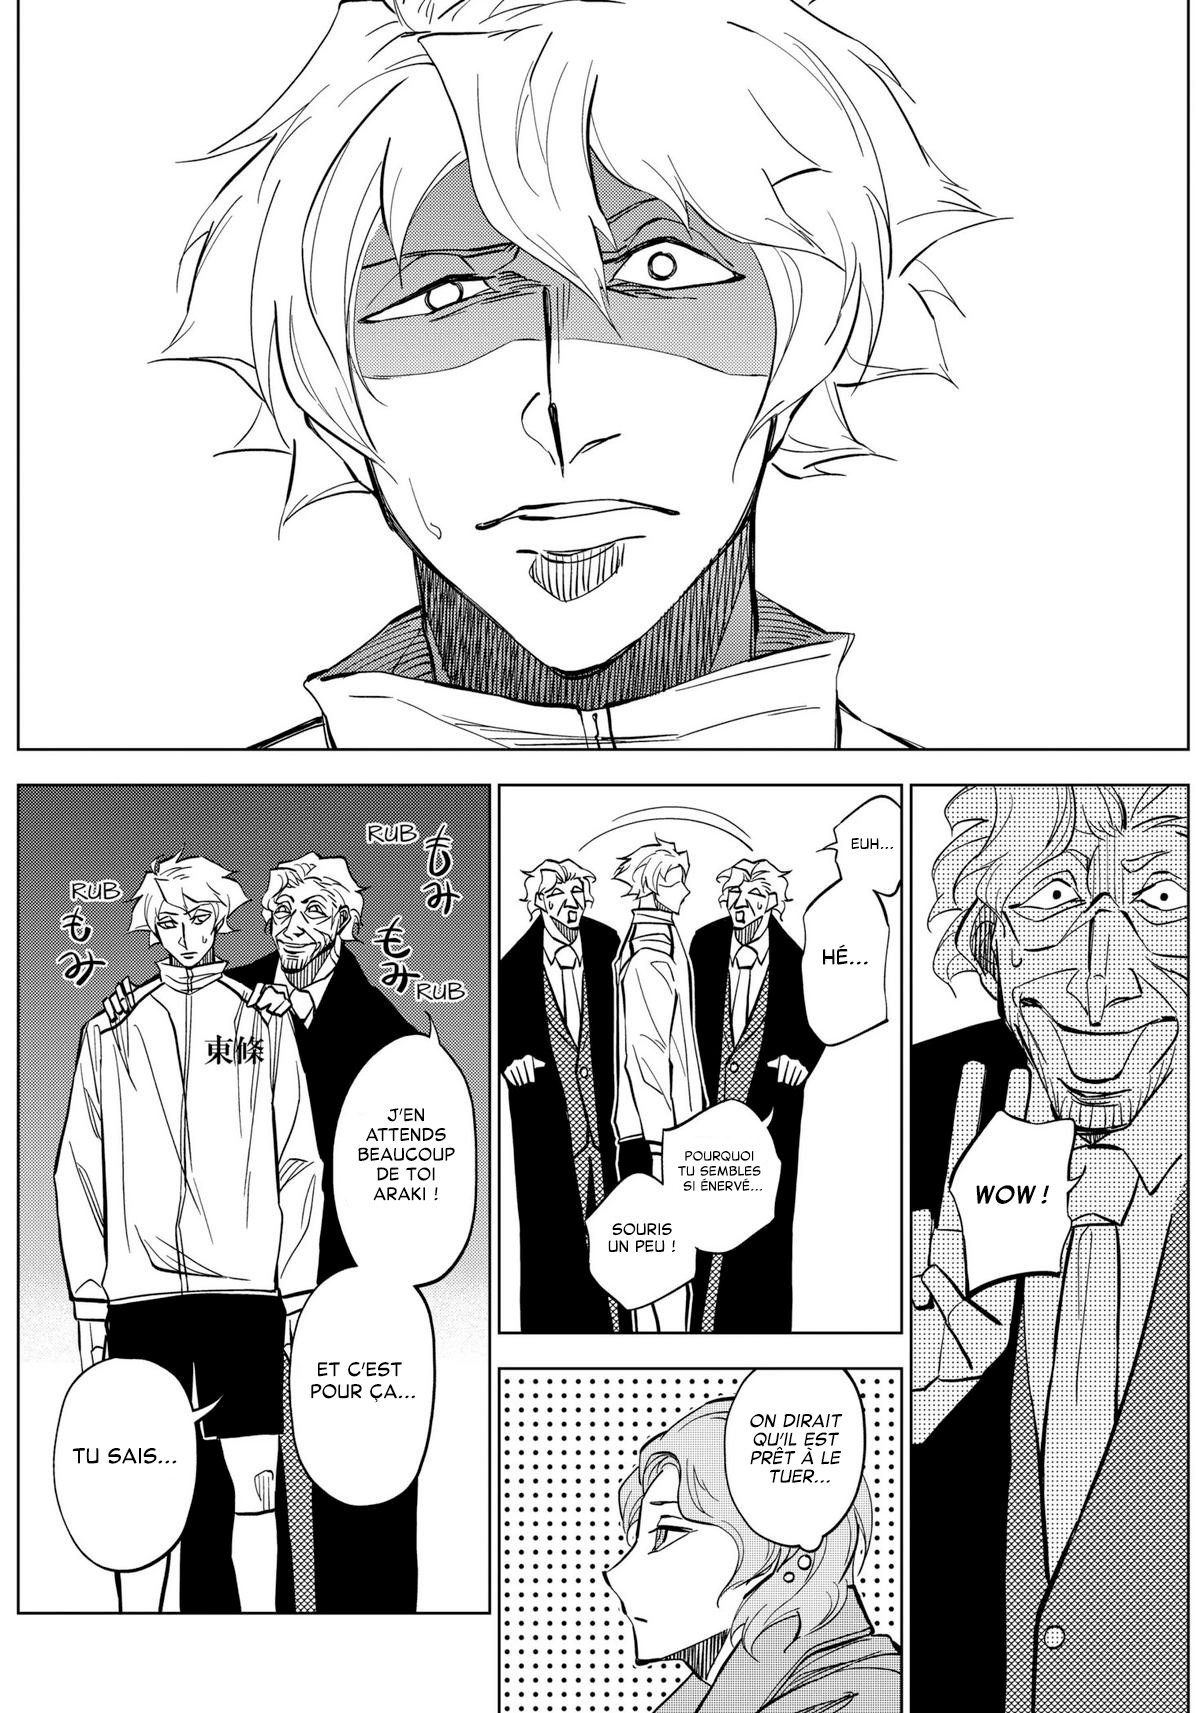 WOW !
EUH...
HÉ...
POURQUOI
TU SEMBLES
SI ÉNERVÉ...
SOURIS
UN PEU !
ON DIRAIT
QU'IL EST
PRÊT À LE
TUER...
RUB
もみ
もみ
RUB
RUB
もみ
東條
J'EN
ATTENDS
BEAUCOUP
DE TOI
ARAKI !
ET C'EST
POUR ÇA...
TU SAIS...